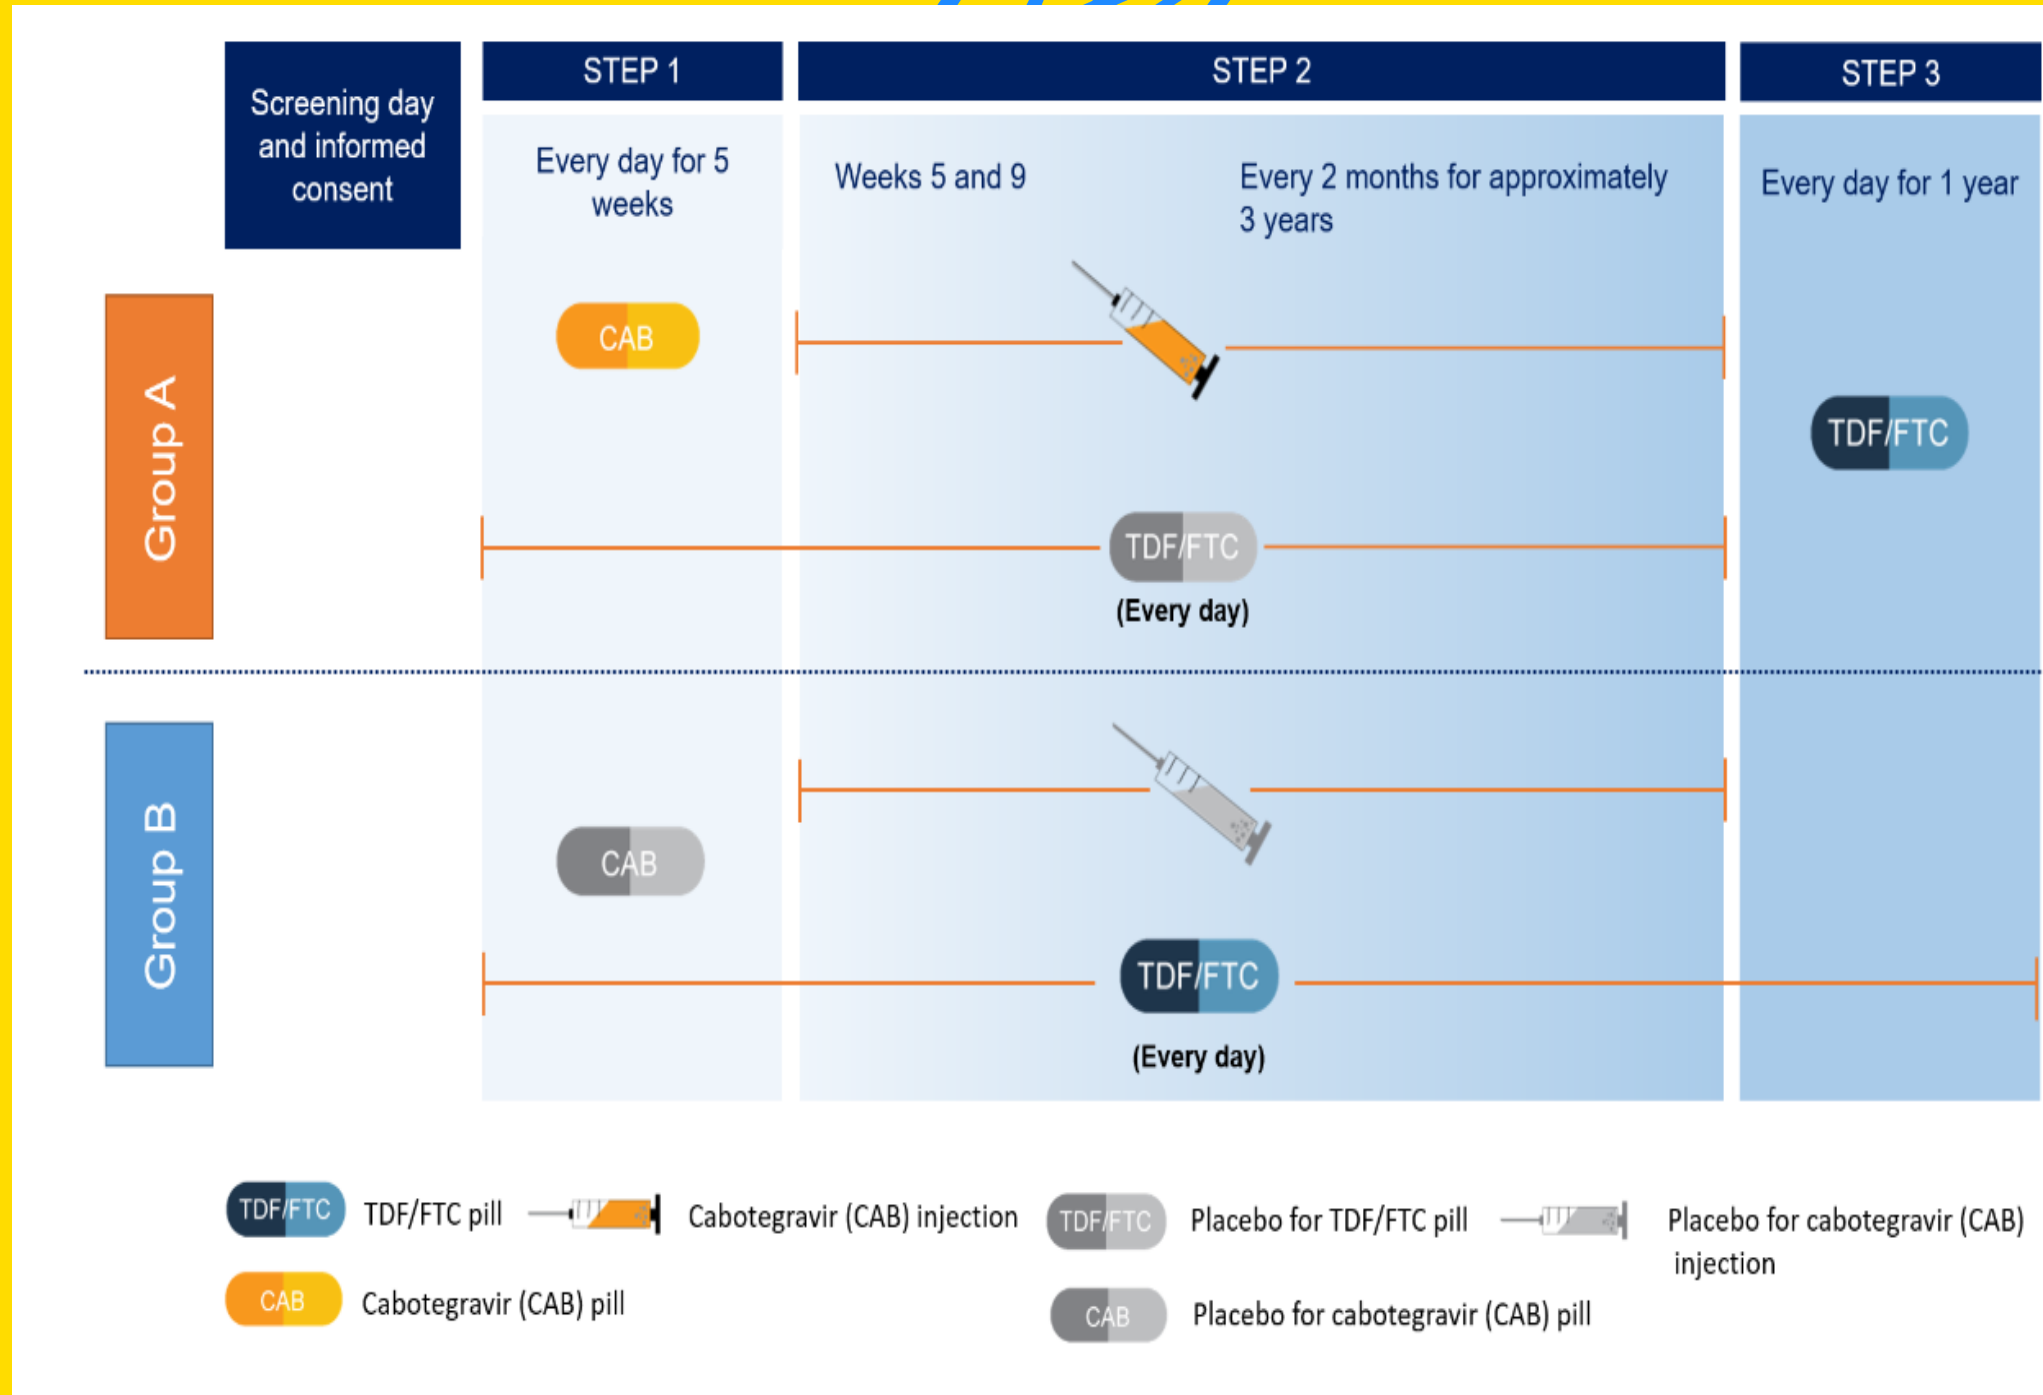 Screening day
and informed
consent
STEP 1
STEP 2
STEP 3
Every day for 5
weeks
Weeks 5 and 9
Every 2 months for approximately
3 years
Every day for 1 year
Group A
CAB
TDF/FTC
TDF/FTC
(Every day)
Group B
CAB
TDF/FTC
(Every day)
TDF/FTC
TDF/FTC pill
Cabotegravir (CAB) injection
TDF/FTC
Placebo for TDF/FTC pill
Placebo for cabotegravir (CAB)
injection
CAB
Cabotegravir (CAB) pill
CAB
Placebo for cabotegravir (CAB) pill